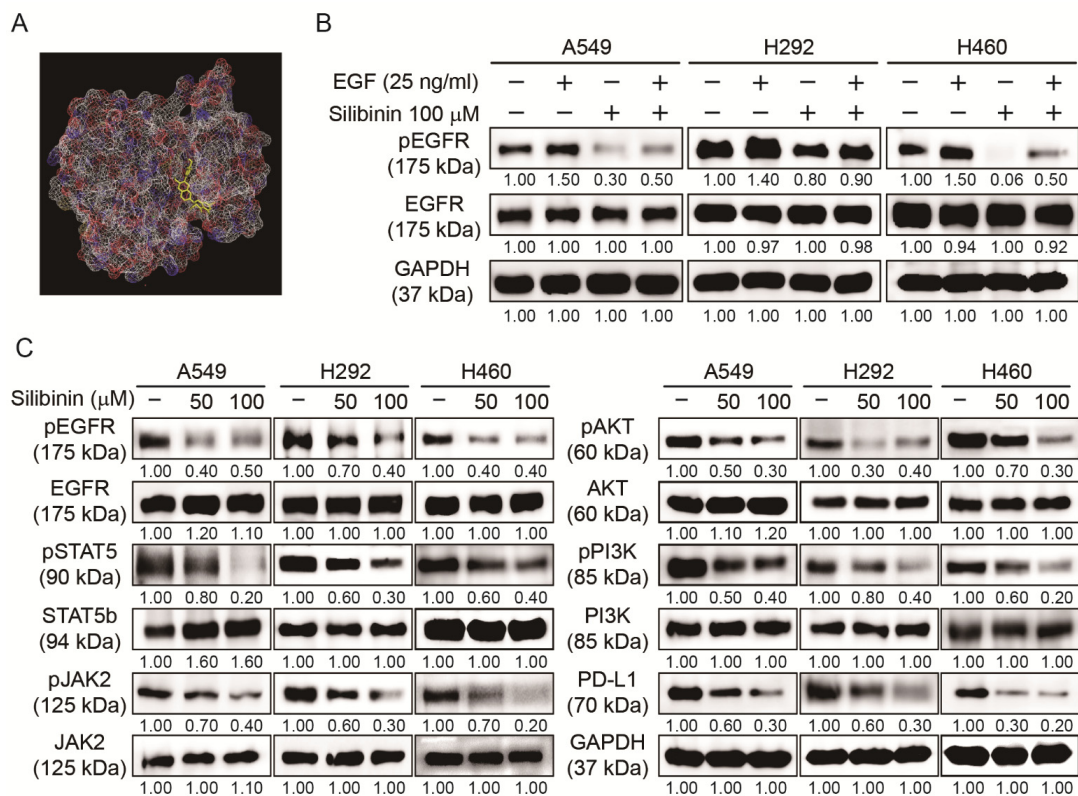 A
B
A549 H292 H460
EGF (25 ng/ml) − + − + − + − + − + − +
Silibinin 100 μM − − + + − − + + − − + +
pEGFR
(175 kDa)
1.00 1.50 0.30 0.50 1.00 1.40 0.80 0.90 1.00 1.50 0.06 0.50
EGFR
(175 kDa)
1.00 1.00 1.00 1.00 1.00 0.97 1.00 0.98 1.00 0.94 1.00 0.92
GAPDH
(37 kDa)
1.00 1.00 1.00 1.00 1.00 1.00 1.00 1.00 1.00 1.00 1.00 1.00
C
A549 H292 H460
Silibinin (μM) − 50 100 − 50 100 − 50 100
pEGFR
(175 kDa)
1.00 0.40 0.50 1.00 0.70 0.40 1.00 0.40 0.40
EGFR
(175 kDa)
1.00 1.20 1.10 1.00 1.00 1.00 1.00 1.00 1.00
pSTAT5
(90 kDa)
1.00 0.80 0.20 1.00 0.60 0.30 1.00 0.60 0.40
STAT5b
(94 kDa)
1.00 1.60 1.60 1.00 1.00 1.00 1.00 1.00 1.00
pJAK2
(125 kDa)
1.00 0.70 0.40 1.00 0.60 0.30 1.00 0.70 0.20
JAK2
(125 kDa)
1.00 1.00 1.10 1.00 1.00 1.00 1.00 1.00 1.00
A549 H292 H460
− 50 100 − 50 100 − 50 100
pAKT
(60 kDa)
1.00 0.50 0.30 1.00 0.30 0.40 1.00 0.70 0.30
AKT
(60 kDa)
1.00 1.10 1.20 1.00 1.00 1.00 1.00 1.00 1.00
pPI3K
(85 kDa)
1.00 0.50 0.40 1.00 0.80 0.40 1.00 0.60 0.20
PI3K
(85 kDa)
1.00 1.00 1.00 1.00 1.00 1.00 1.00 1.00 1.00
PD-L1
(70 kDa)
1.00 0.60 0.30 1.00 0.60 0.30 1.00 0.30 0.20
GAPDH
(37 kDa)
1.00 1.00 1.00 1.00 1.00 1.00 1.00 1.00 1.00